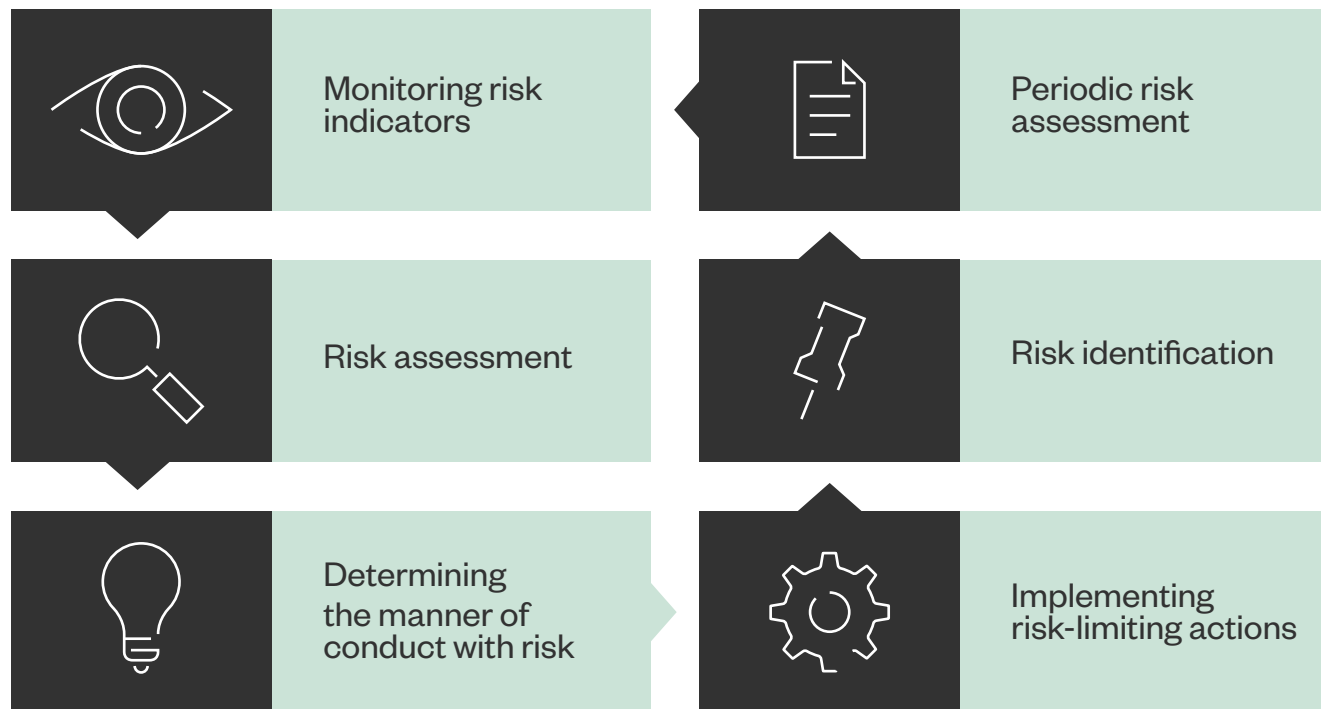 Monitoring risk
indicators
Periodic risk
assessment
Risk assessment
Risk identification
Determining
the manner of
conduct with risk
Implementing
risk-limiting actions